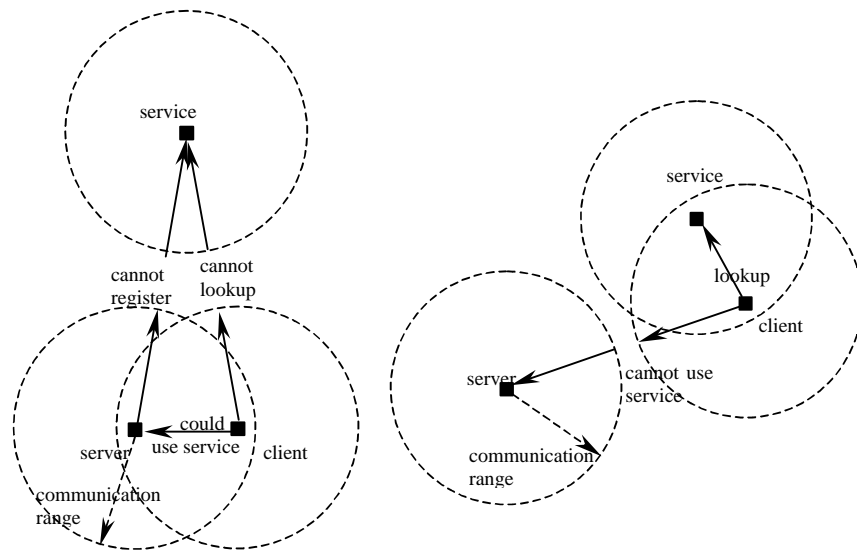 service
cannot
register
cannot
lookup
could
use service
server
client
communication
range
service
lookup
client
cannot use
service
server
communication
range